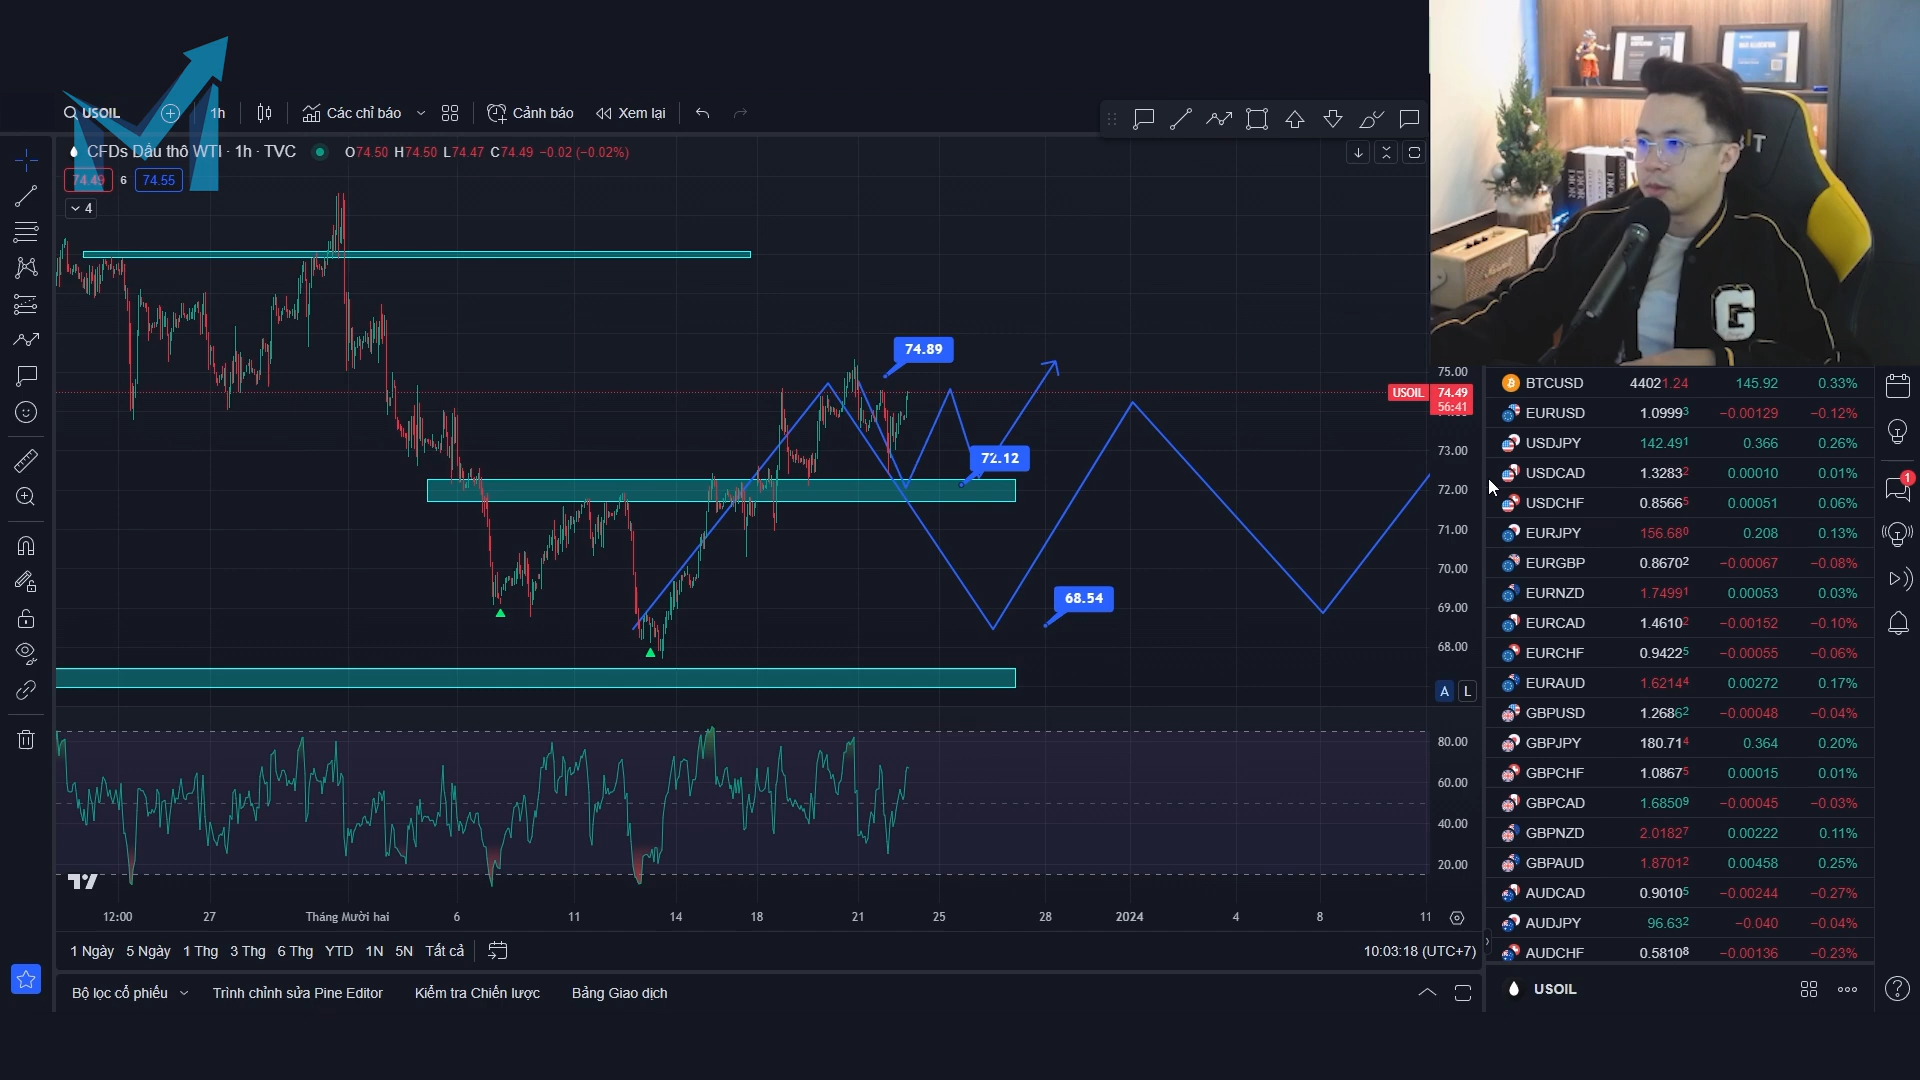 USOIL
1h
Các chỉ báo
Cảnh báo
Xem lại
CFDs Dầu thô WTI · 1h · TVC
O74.50 H74.50 L74.47 C74.49 −0.02 (−0.02%)
74.49 6 74.55
4
74.89
72.12
68.54
75.00
USOIL 74.49
56:41
73.00
72.00
71.00
70.00
69.00
68.00
A L
80.00
60.00
40.00
20.00
12:00 27 Tháng Mười hai 6 11 14 18 21 25 28 2024 4 8 11
1 Ngày 5 Ngày 1 Thg 3 Thg 6 Thg YTD 1N 5N Tất cả
10:03:18 (UTC+7)
Bộ lọc cổ phiếu Trình chỉnh sửa Pine Editor Kiểm tra Chiến lược Bảng Giao dịch
G
DIOR DIOR
BTCUSD 44021.24 145.92 0.33%
EURUSD 1.09993 −0.00129 −0.12%
USDJPY 142.491 0.366 0.26%
USDCAD 1.32832 0.00010 0.01%
USDCHF 0.85665 0.00051 0.06%
EURJPY 156.680 0.208 0.13%
EURGBP 0.86702 −0.00067 −0.08%
EURNZD 1.74991 0.00053 0.03%
EURCAD 1.46102 −0.00152 −0.10%
EURCHF 0.94225 −0.00055 −0.06%
EURAUD 1.62144 0.00272 0.17%
GBPUSD 1.26862 −0.00048 −0.04%
GBPJPY 180.714 0.364 0.20%
GBPCHF 1.08675 0.00015 0.01%
GBPCAD 1.68509 −0.00045 −0.03%
GBPNZD 2.01827 0.00222 0.11%
GBPAUD 1.87012 0.00458 0.25%
AUDCAD 0.90105 −0.00244 −0.27%
AUDJPY 96.632 −0.040 −0.04%
AUDCHF 0.58108 −0.00136 −0.23%
USOIL
1